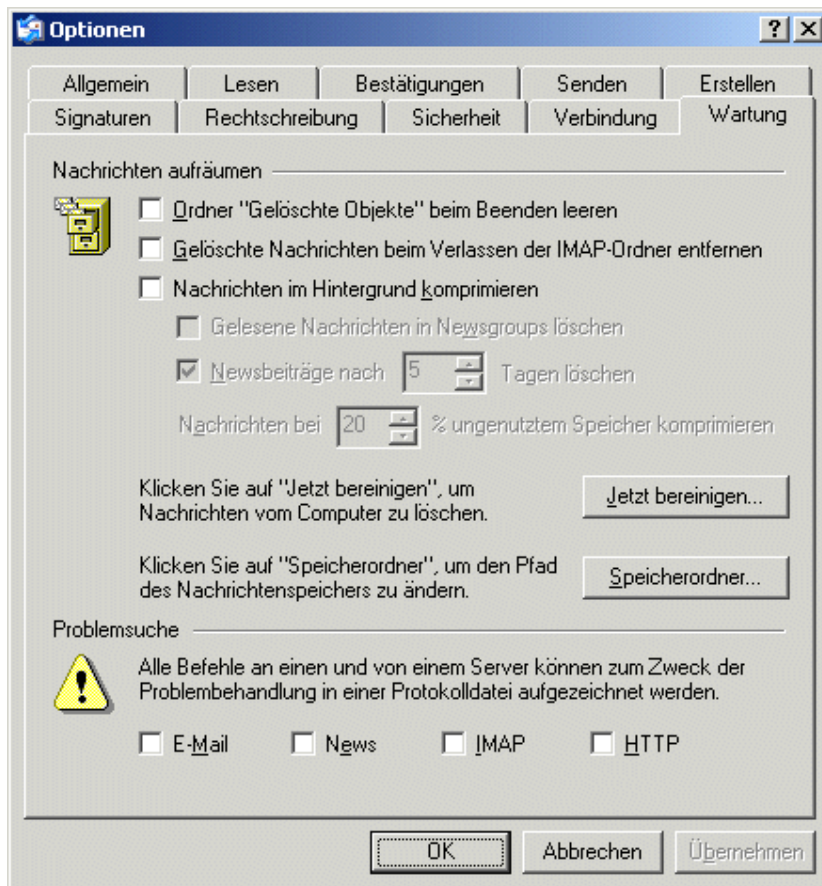 Optionen
Allgemein Lesen Bestätigungen Senden Erstellen
Signaturen Rechtschreibung Sicherheit Verbindung Wartung
Nachrichten aufräumen
Ordner "Gelöschte Objekte" beim Beenden leeren
Gelöschte Nachrichten beim Verlassen der IMAP-Ordner entfernen
Nachrichten im Hintergrund komprimieren
Gelesene Nachrichten in Newsgroups löschen
Newsbeiträge nach 5 Tagen löschen
Nachrichten bei 20 % ungenutztem Speicher komprimieren
Klicken Sie auf "Jetzt bereinigen", um
Nachrichten vom Computer zu löschen.
Jetzt bereinigen...
Klicken Sie auf "Speicherordner", um den Pfad
des Nachrichtenspeichers zu ändern.
Speicherordner...
Problemsuche
Alle Befehle an einen und von einem Server können zum Zweck der
Problembehandlung in einer Protokolldatei aufgezeichnet werden.
E-Mail News IMAP HTTP
OK Abbrechen Übernehmen